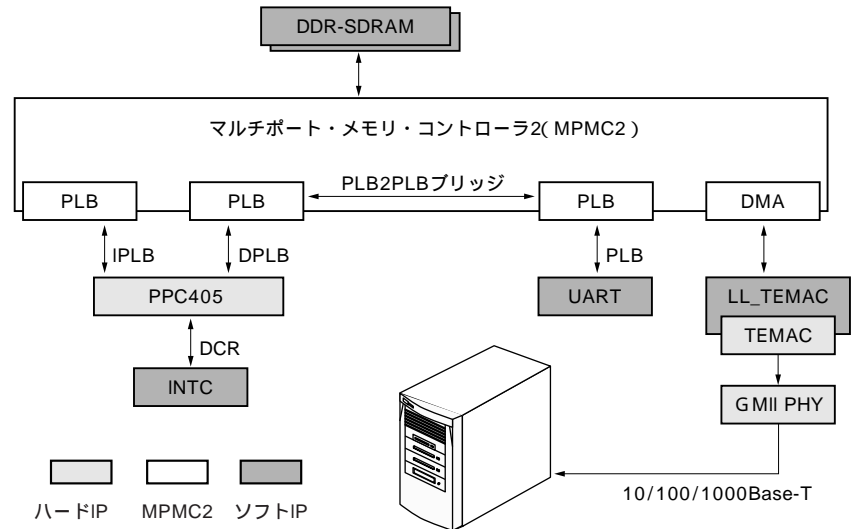 DDR-SDRAM
マルチポート・メモリ・コントローラ2(MPMC2)
PLB2PLBブリッジ
PLB
PLB
PLB
DMA
IPLB
DPLB
PLB
PPC405
UART
LL_TEMAC
TEMAC
DCR
INTC
GMII PHY
10/100/1000Base-T
ハードIP
MPMC2
ソフトIP